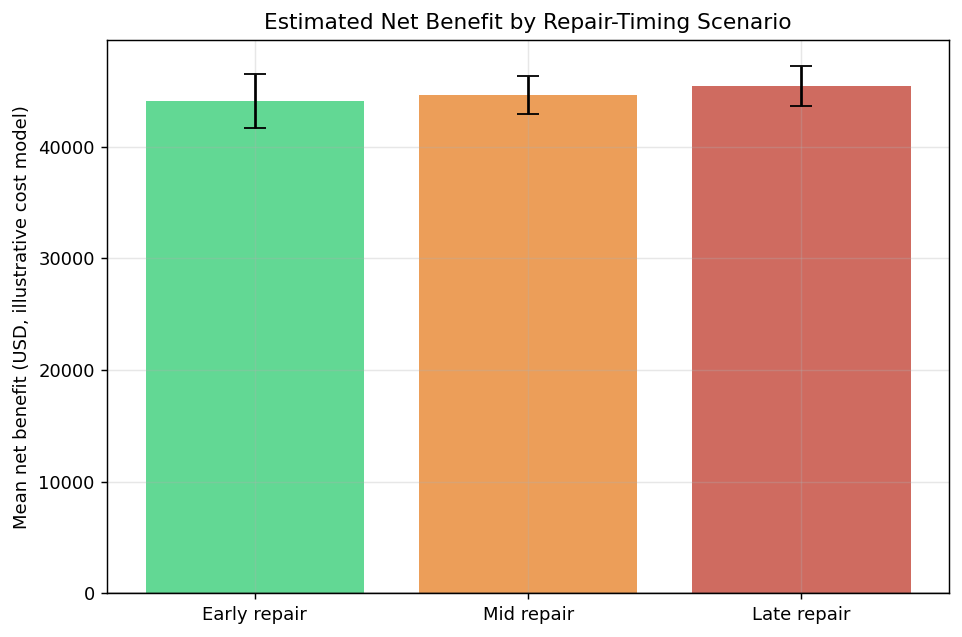 Estimated Net Benefit by Repair-Timing Scenario
Mean net benefit (USD, illustrative cost model)
40000
30000
20000
10000
0
Early repair
Mid repair
Late repair